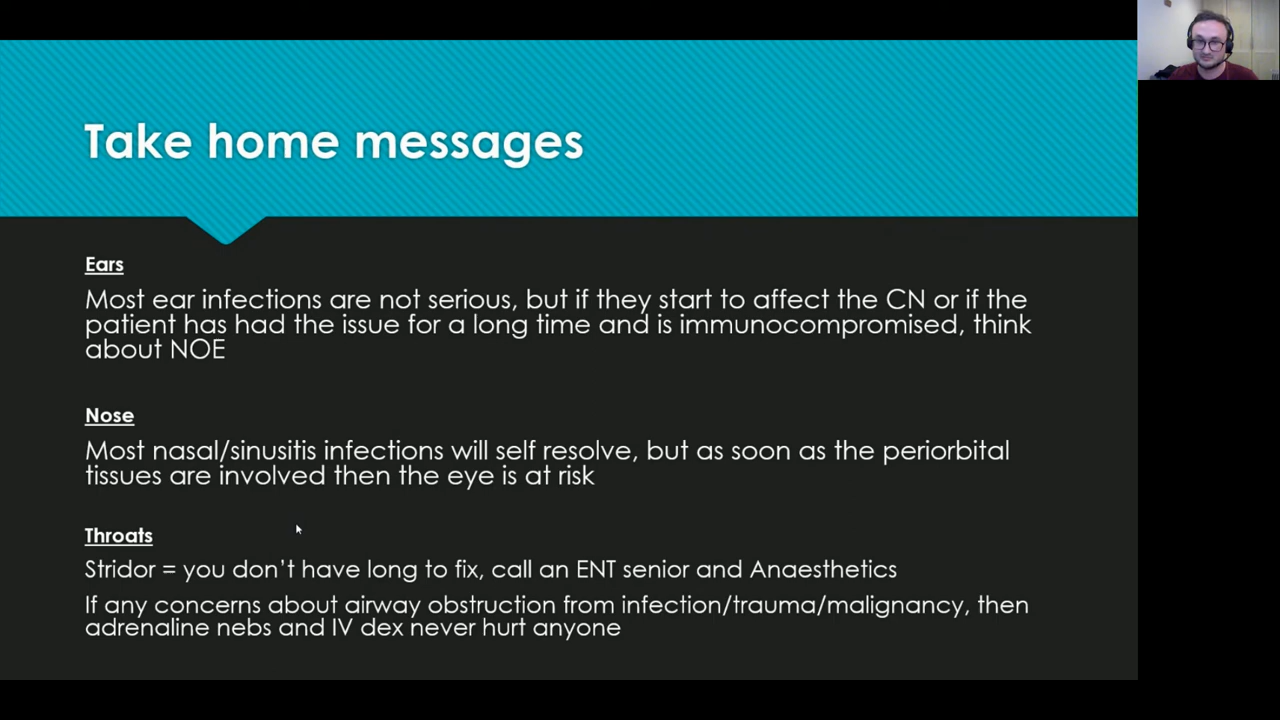 Take home messages
Ears
Most ear infections are not serious, but if they start to affect the CN or if the
patient has had the issue for a long time and is immunocompromised, think
about NOE
Nose
Most nasal/sinusitis infections will self resolve, but as soon as the periorbital
tissues are involved then the eye is at risk
Throats
Stridor = you don't have long to fix, call an ENT senior and Anaesthetics
If any concerns about airway obstruction from infection/trauma/malignancy, then
adrenaline nebs and IV dex never hurt anyone